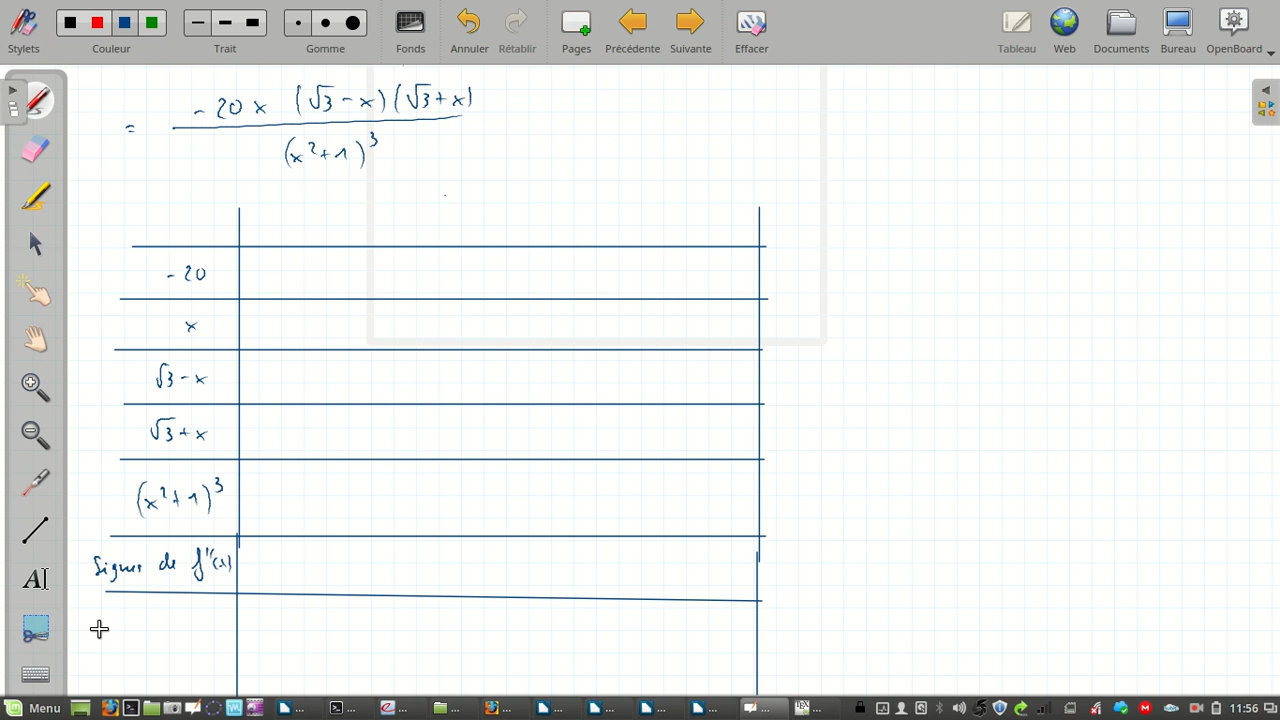 Stylets Couleur Trait Gomme Fonds Annuler Rétablir Pages Précédente Suivante Effacer Tableau Web Documents Bureau OpenBoard
= -20x (√3-x)(√3+x)
(x²+1)³
-20
x
√3-x
√3+x
(x²+1)³
Signe de f''(x)
Menu ... ... ... ... ... ... ... ... ... 11:56